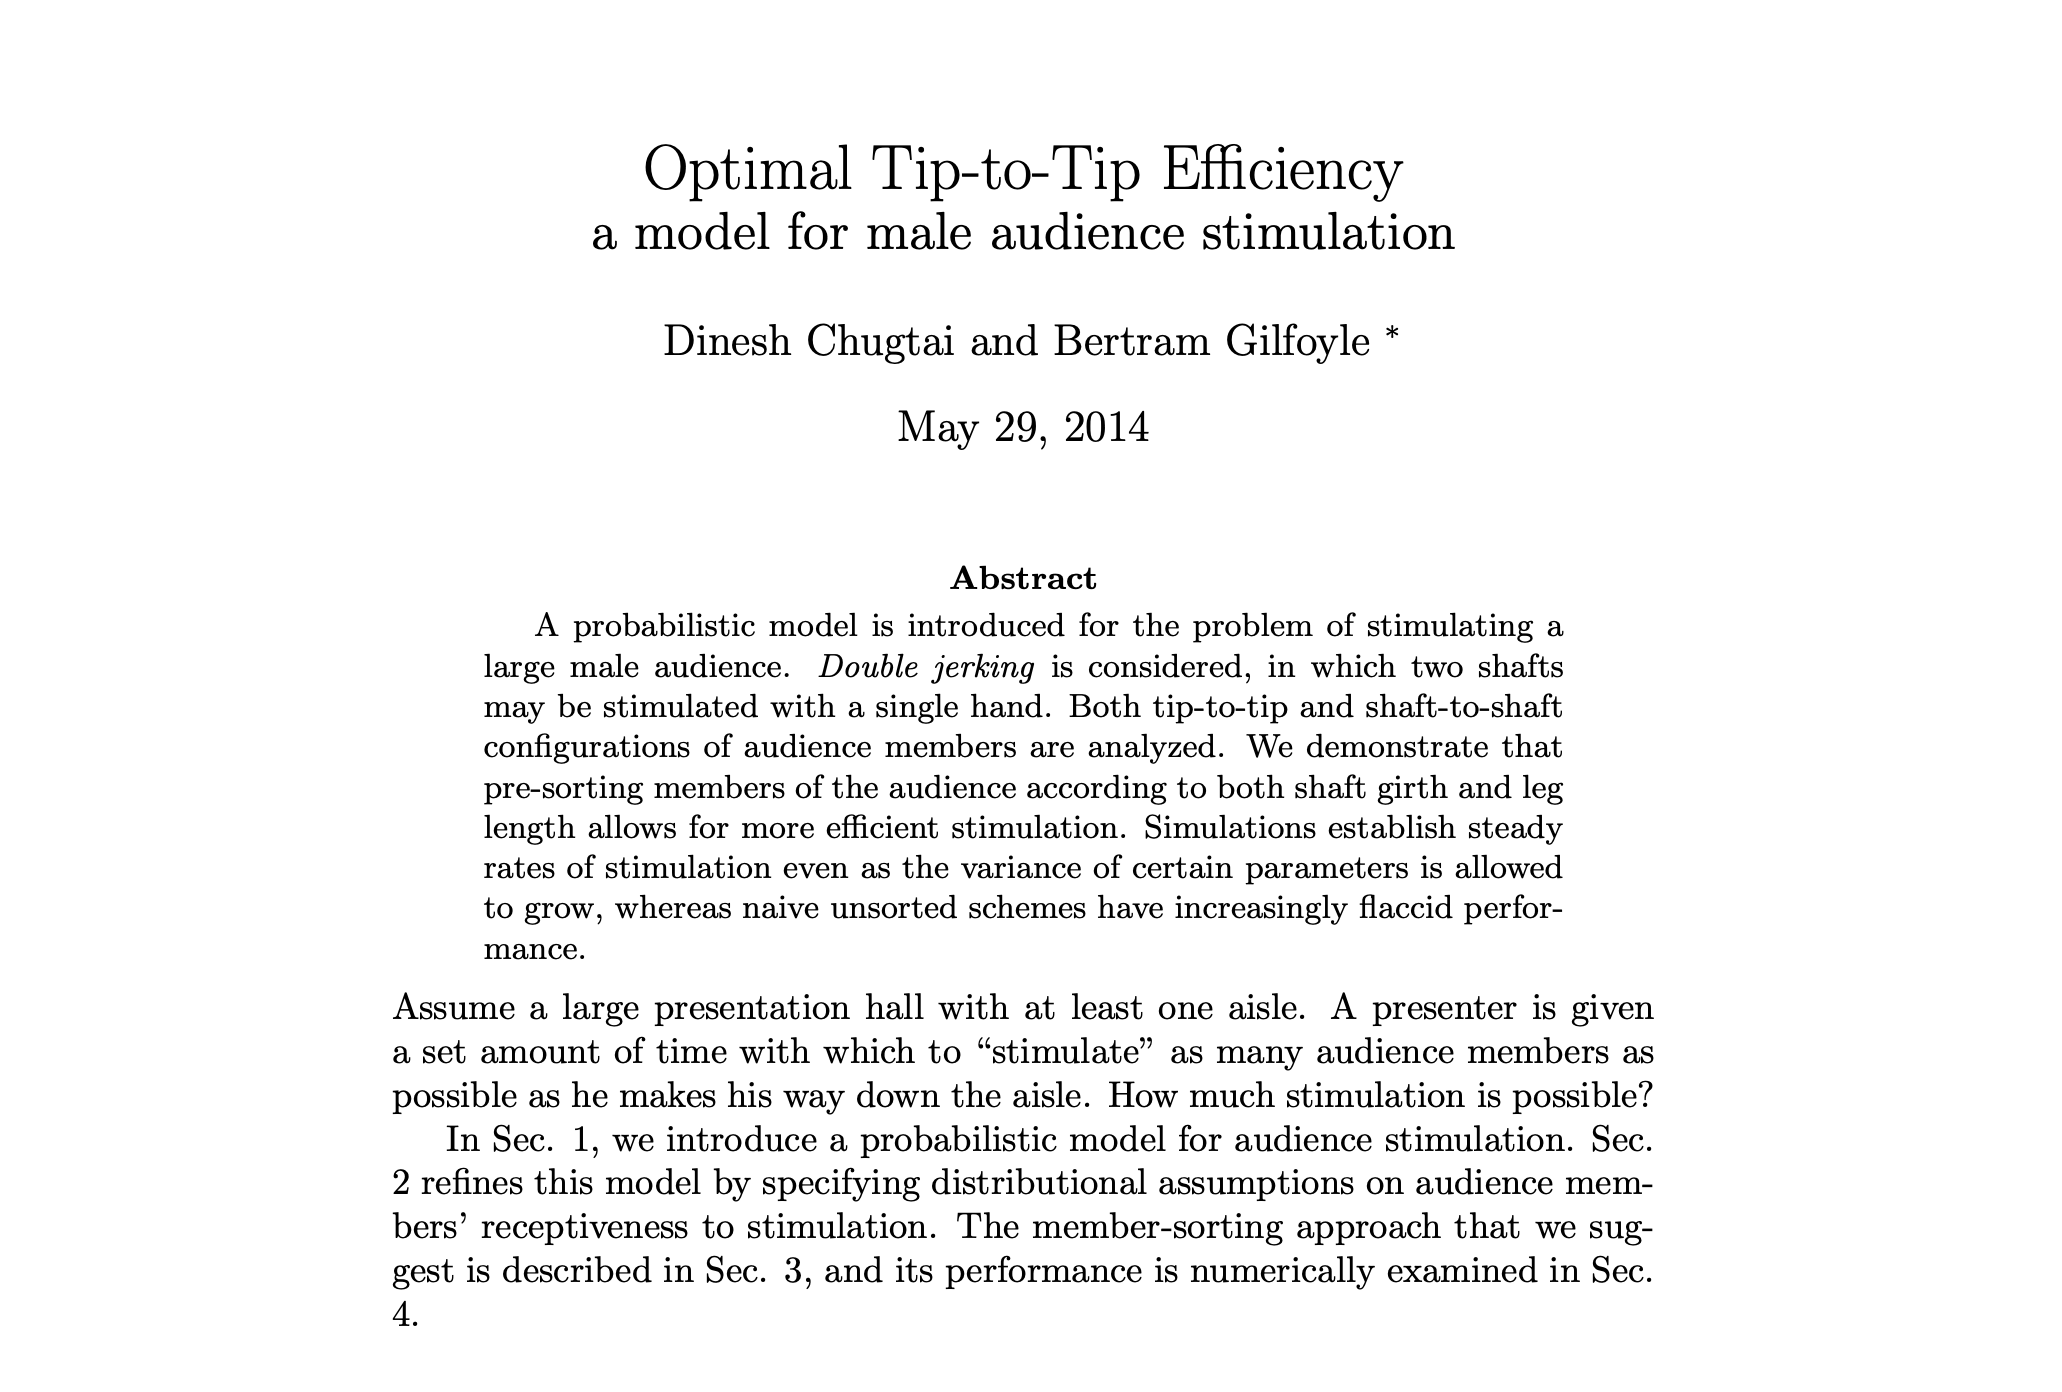 Optimal Tip-to-Tip Efficiency
a model for male audience stimulation
Dinesh Chugtai and Bertram Gilfoyle *
May 29, 2014
Abstract
A probabilistic model is introduced for the problem of stimulating a
large male audience. Double jerking is considered, in which two shafts
may be stimulated with a single hand. Both tip-to-tip and shaft-to-shaft
configurations of audience members are analyzed. We demonstrate that
pre-sorting members of the audience according to both shaft girth and leg
length allows for more efficient stimulation. Simulations establish steady
rates of stimulation even as the variance of certain parameters is allowed
to grow, whereas naive unsorted schemes have increasingly flaccid perfor-
mance.
Assume a large presentation hall with at least one aisle. A presenter is given
a set amount of time with which to “stimulate” as many audience members as
possible as he makes his way down the aisle. How much stimulation is possible?
In Sec. 1, we introduce a probabilistic model for audience stimulation. Sec.
2 refines this model by specifying distributional assumptions on audience mem-
bers’ receptiveness to stimulation. The member-sorting approach that we sug-
gest is described in Sec. 3, and its performance is numerically examined in Sec.
4.